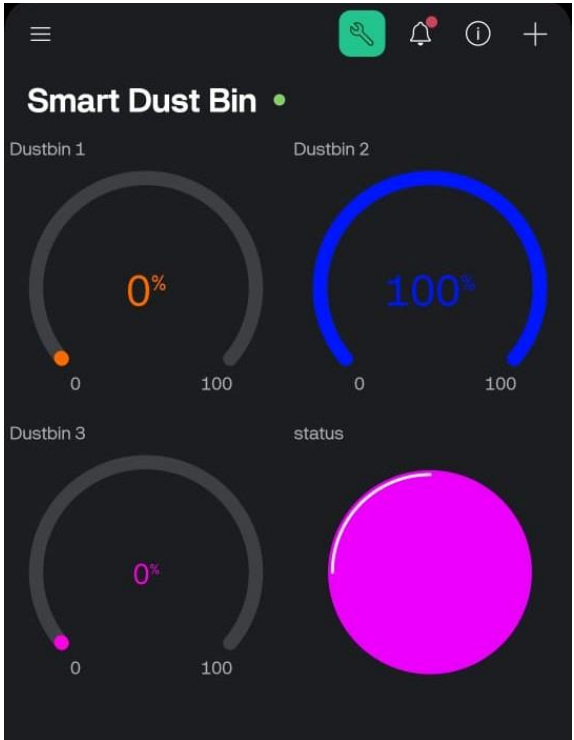 Smart Dust Bin
Dustbin 1
Dustbin 2
0%
100%
0 100
0 100
Dustbin 3
status
0%
0 100